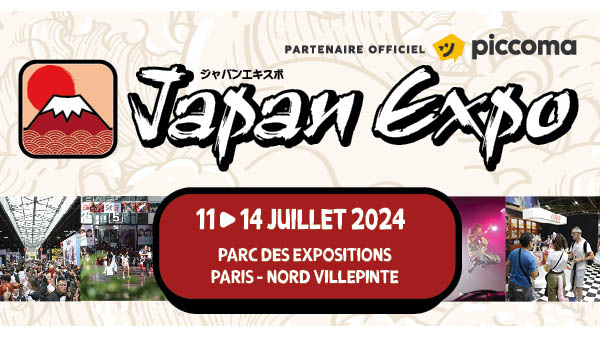 PARTENAIRE OFFICIEL piccoma
ジャパンエキスポ
Japan Expo
11 ▶ 14 JUILLET 2024
PARC DES EXPOSITIONS
PARIS - NORD VILLEPINTE